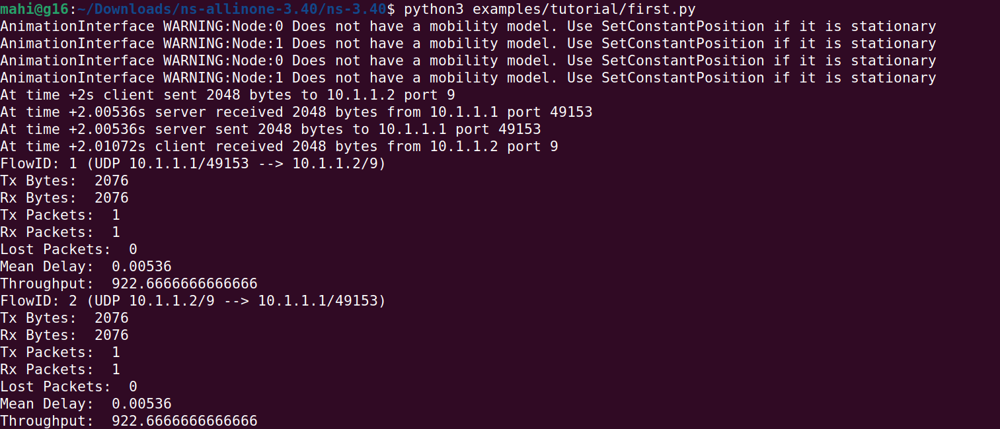 mahi@g16:~/Downloads/ns-allinone-3.40/ns-3.40$ python3 examples/tutorial/first.py
AnimationInterface WARNING:Node:0 Does not have a mobility model. Use SetConstantPosition if it is stationary
AnimationInterface WARNING:Node:1 Does not have a mobility model. Use SetConstantPosition if it is stationary
AnimationInterface WARNING:Node:0 Does not have a mobility model. Use SetConstantPosition if it is stationary
AnimationInterface WARNING:Node:1 Does not have a mobility model. Use SetConstantPosition if it is stationary
At time +2s client sent 2048 bytes to 10.1.1.2 port 9
At time +2.00536s server received 2048 bytes from 10.1.1.1 port 49153
At time +2.00536s server sent 2048 bytes to 10.1.1.1 port 49153
At time +2.01072s client received 2048 bytes from 10.1.1.2 port 9
FlowID: 1 (UDP 10.1.1.1/49153 --> 10.1.1.2/9)
Tx Bytes:  2076
Rx Bytes:  2076
Tx Packets:  1
Rx Packets:  1
Lost Packets:  0
Mean Delay:  0.00536
Throughput:  922.6666666666666
FlowID: 2 (UDP 10.1.1.2/9 --> 10.1.1.1/49153)
Tx Bytes:  2076
Rx Bytes:  2076
Tx Packets:  1
Rx Packets:  1
Lost Packets:  0
Mean Delay:  0.00536
Throughput:  922.6666666666666